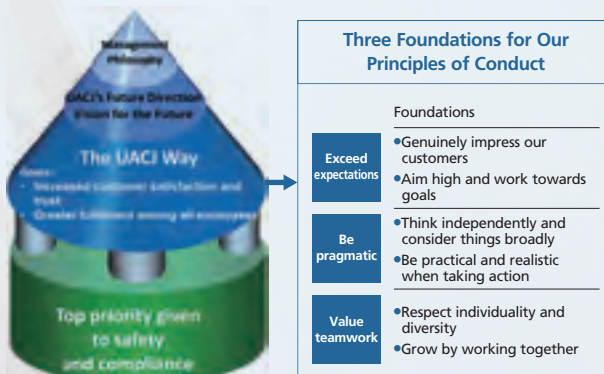 Management
Philosophy
UACJ's Future Direction
Vision for the Future
The UACJ Way
Goals:
• Increased customer satisfaction and
trust
• Greater fulfillment among all employees
Top priority given
to safety
and compliance
Three Foundations for Our
Principles of Conduct
Foundations
Exceed
expectations
•Genuinely impress our
customers
•Aim high and work towards
goals
Be
pragmatic
•Think independently and
consider things broadly
•Be practical and realistic
when taking action
Value
teamwork
•Respect individuality and
diversity
•Grow by working together